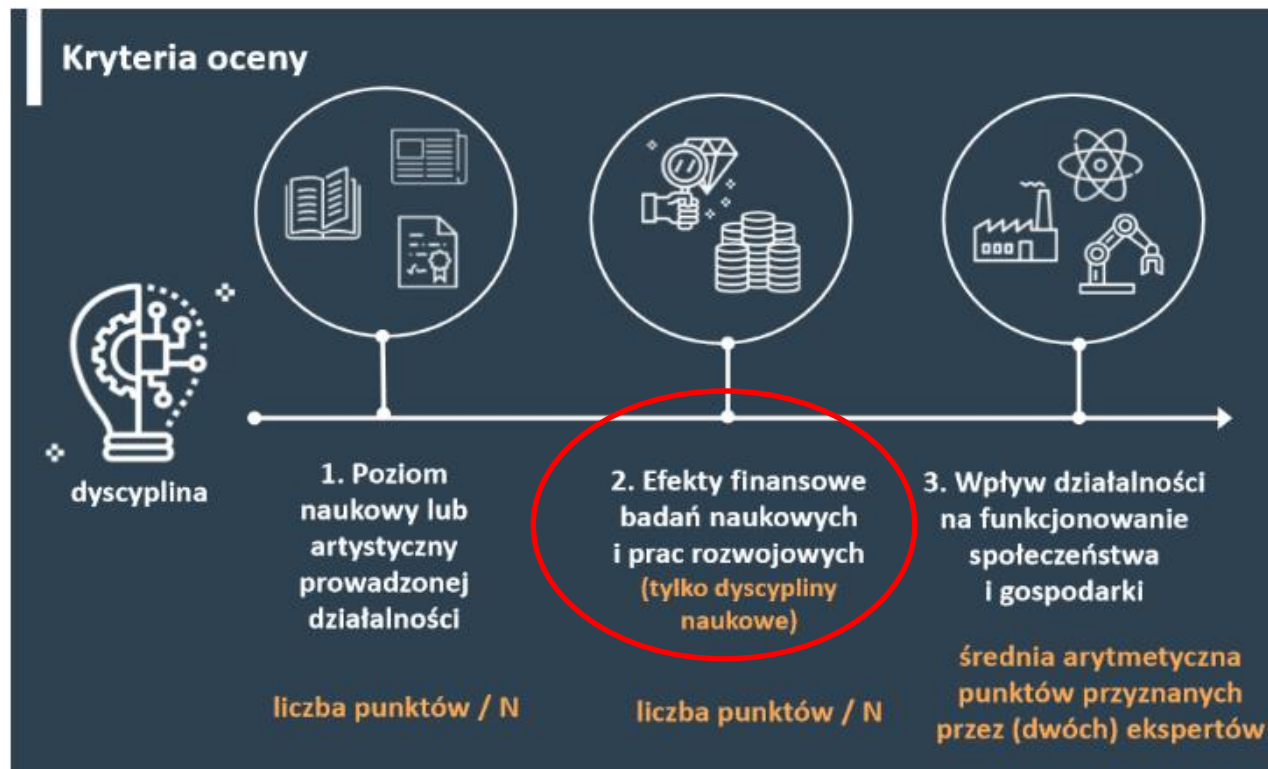 Kryteria oceny
dyscyplina
1. Poziom
naukowy lub
artystyczny
prowadzonej
działalności
liczba punktów / N
2. Efekty finansowe
badań naukowych
i prac rozwojowych
(tylko dyscypliny
naukowe)
liczba punktów / N
3. Wpływ działalności
na funkcjonowanie
społeczeństwa
i gospodarki
średnia arytmetyczna
punktów przyznanych
przez (dwóch) ekspertów